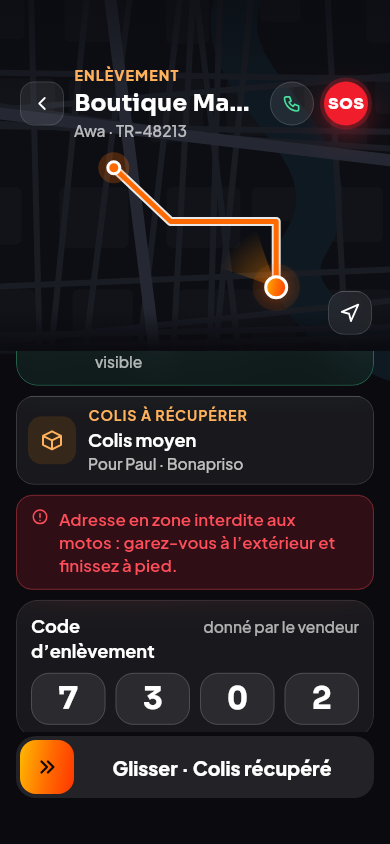 ENLÈVEMENT
Boutique Ma...
Awa · TR-48213
SOS
visible
COLIS À RÉCUPÉRER
Colis moyen
Pour Paul · Bonapriso
Adresse en zone interdite aux
motos : garez-vous à l'extérieur et
finissez à pied.
Code
d'enlèvement
donné par le vendeur
7 3 0 2
Glisser · Colis récupéré